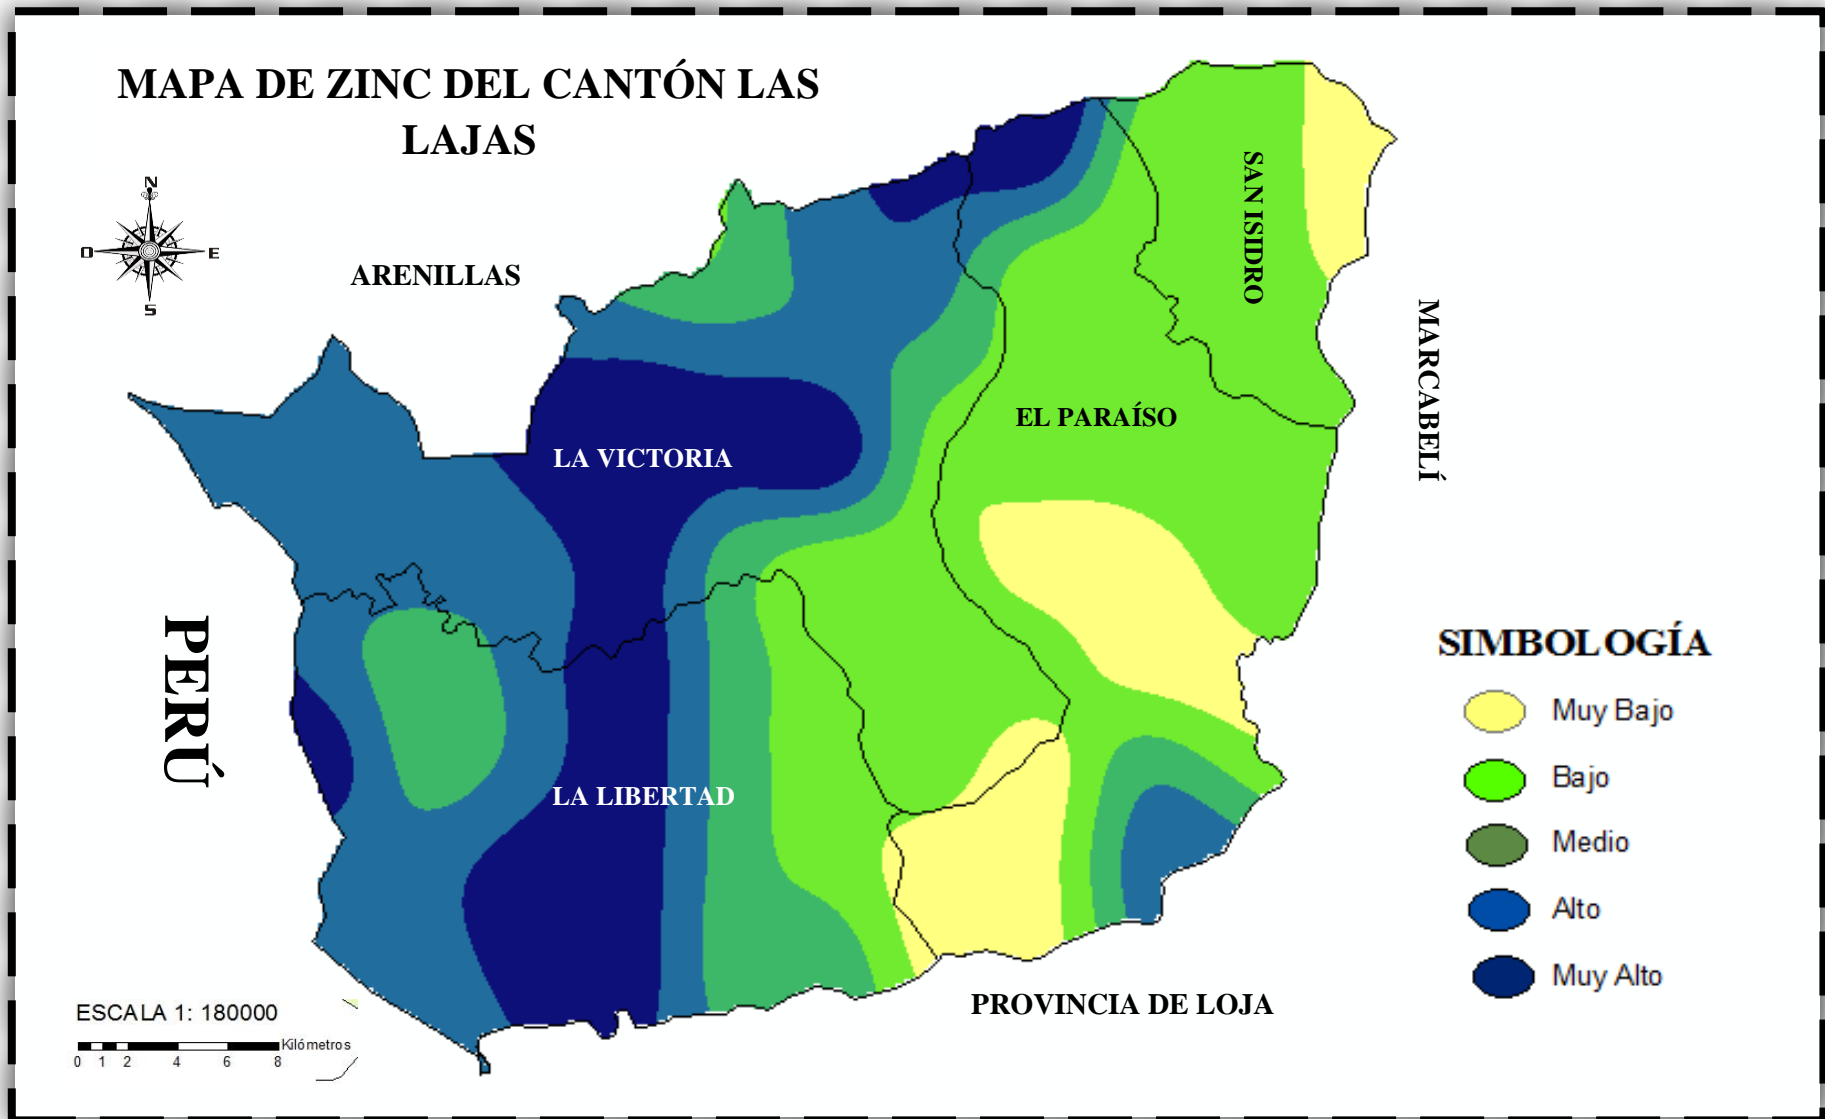 MAPA DE ZINC DEL CANTÓN LAS
LAJAS
N
O
E
S
ARENILLAS
SAN ISIDRO
MARCABELÍ
EL PARAÍSO
LA VICTORIA
PERÚ
LA LIBERTAD
SIMBOLOGÍA
Muy Bajo
Bajo
Medio
Alto
Muy Alto
PROVINCIA DE LOJA
ESCALA 1: 180000
Kilómetros
0 1 2 4 6 8